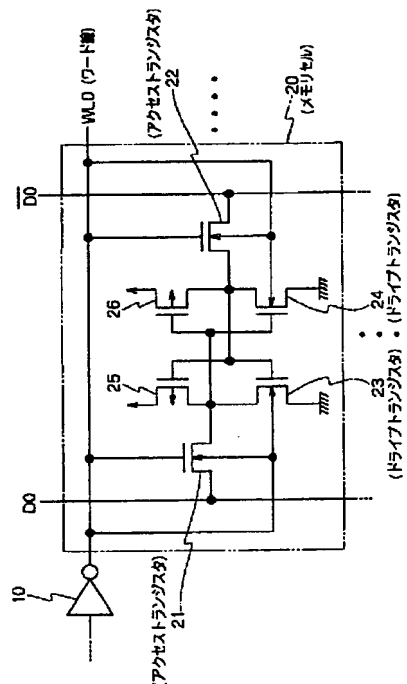 10
D0
WL0 (ワード線)
D0
(アクセストランジスタ)
22
26
25
20
(メモリセル)
(アクセストランジスタ)
21
23
(ドライブトランジスタ)
24
(ドライブトランジスタ)